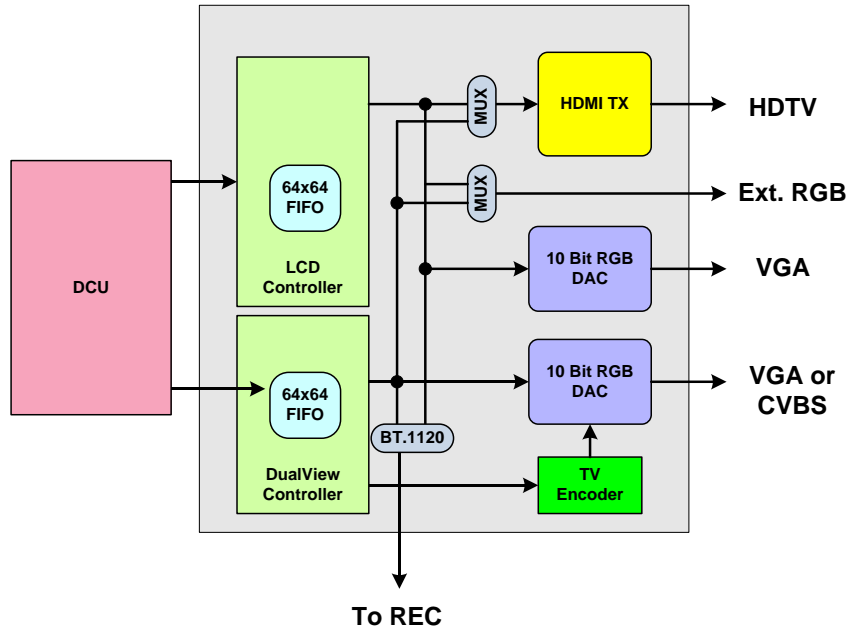 DCU
64x64
FIFO
LCD
Controller
64x64
FIFO
DualView
Controller
MUX
MUX
BT.1120
HDMI TX
10 Bit RGB
DAC
10 Bit RGB
DAC
TV
Encoder
HDTV
Ext. RGB
VGA
VGA or
CVBS
To REC